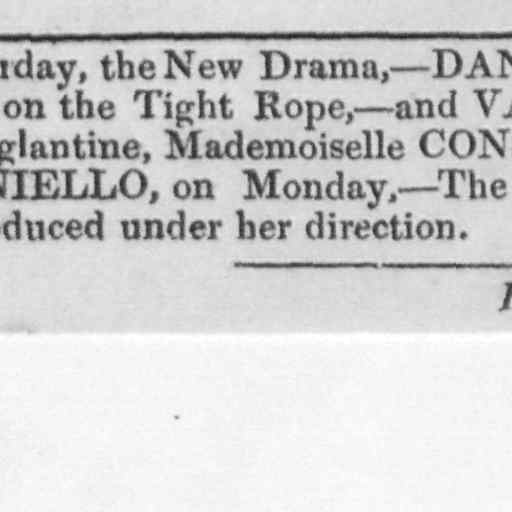 rday, the New Drama,—DAN
on the Tight Rope,—and VA
glantine, Mademoiselle CON
NIELLO, on Monday,—The
duced under her direction.